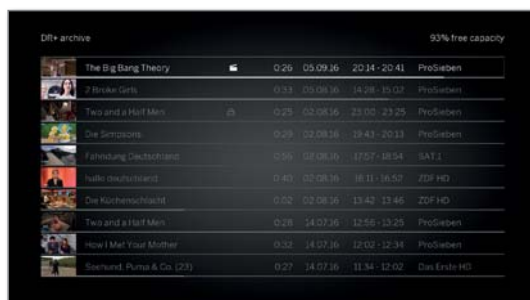 DR+ archive 93% free capacity
The Big Bang Theory 0:26 05.09.16 20:14 - 20:41 ProSieben
2 Broke Girls 0:33 05.08.16 14:28 - 15:02 ProSieben
Two and a Half Men 0:25 02.08.16 23:00 - 23:25 ProSieben
Die Simpsons 0:29 02.08.16 19:43 - 20:13 ProSieben
Fahndung Deutschland 0:56 02.08.16 17:57 - 18:54 SAT.1
hallo deutschland 0:40 02.08.16 16:11 - 16:52 ZDF HD
Die Küchenschlacht 0:02 02.08.16 13:42 - 13:46 ZDF HD
Two and a Half Men 0:28 14.07.16 12:56 - 13:25 ProSieben
How I Met Your Mother 0:32 14.07.16 12:02 - 12:34 ProSieben
Seehund, Puma & Co. (23) 0:27 14.07.16 11:34 - 12:02 Das Erste HD